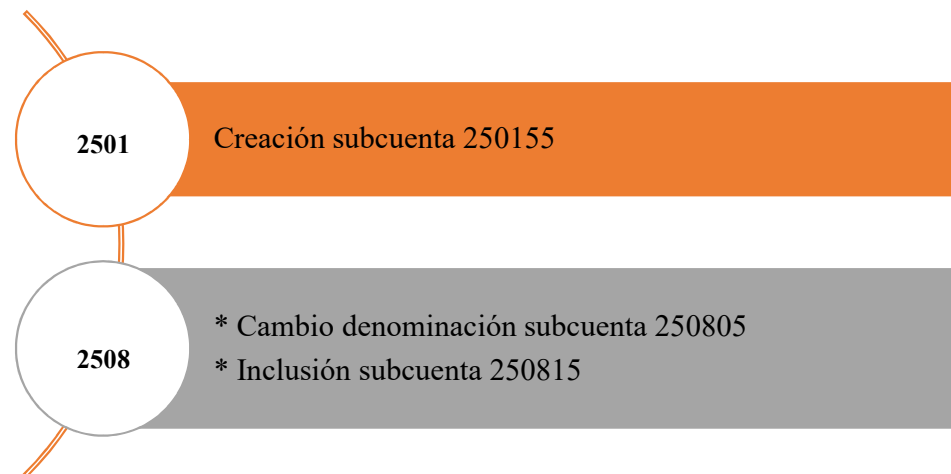 2501
Creación subcuenta 250155
2508
* Cambio denominación subcuenta 250805
* Inclusión subcuenta 250815